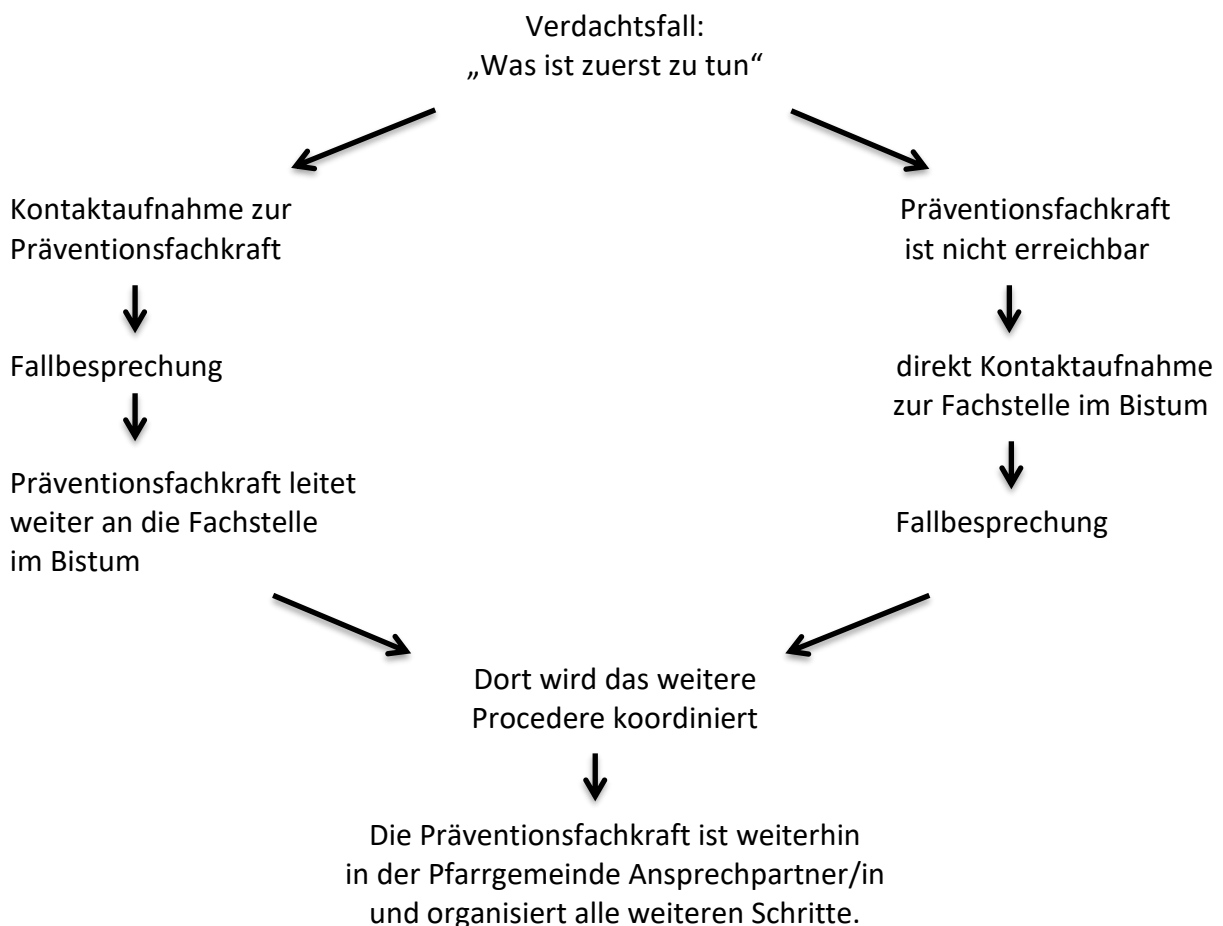 Verdachtsfall:
„Was ist zuerst zu tun“
Kontaktaufnahme zur
Präventionsfachkraft
Fallbesprechung
Präventionsfachkraft leitet
weiter an die Fachstelle
im Bistum
Präventionsfachkraft
ist nicht erreichbar
direkt Kontaktaufnahme
zur Fachstelle im Bistum
Fallbesprechung
Dort wird das weitere
Procedere koordiniert
Die Präventionsfachkraft ist weiterhin
in der Pfarrgemeinde Ansprechpartner/in
und organisiert alle weiteren Schritte.